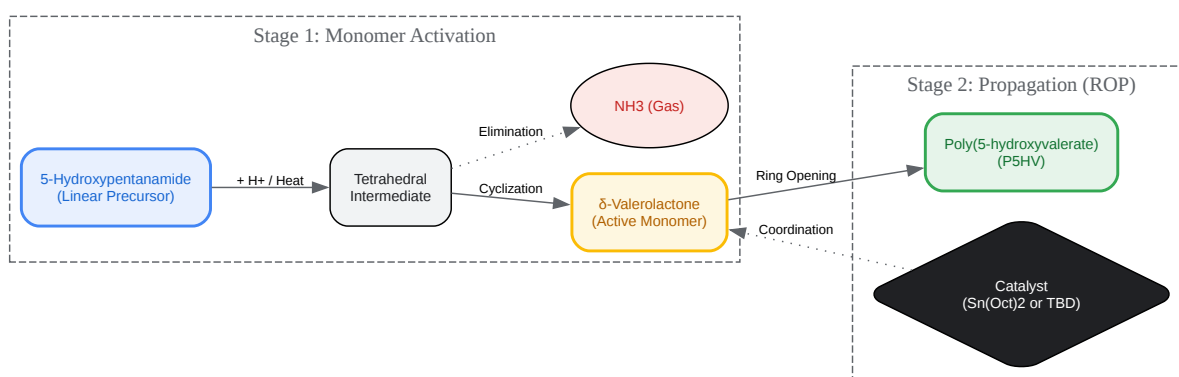 Stage 1: Monomer Activation
Stage 2: Propagation (ROP)
NH3 (Gas)
Elimination
5-Hydroxypentanamide
(Linear Precursor)
+ H+ / Heat
Tetrahedral
Intermediate
Cyclization
δ-Valerolactone
(Active Monomer)
Ring Opening
Poly(5-hydroxyvalerate)
(P5HV)
Coordination
Catalyst
(Sn(Oct)2 or TBD)